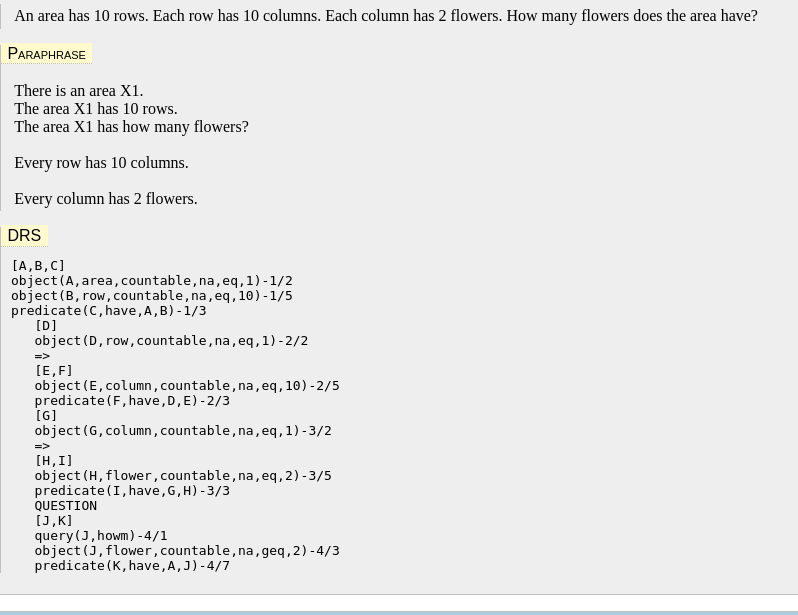 An area has 10 rows. Each row has 10 columns. Each column has 2 flowers. How many flowers does the area have?
PARAPHRASE
There is an area X1.
The area X1 has 10 rows.
The area X1 has how many flowers?
Every row has 10 columns.
Every column has 2 flowers.
DRS
[A,B,C]
object(A,area,countable,na,eq,1)-1/2
object(B,row,countable,na,eq,10)-1/5
predicate(C,have,A,B)-1/3
[D]
object(D,row,countable,na,eq,1)-2/2
=>
[E,F]
object(E,column,countable,na,eq,10)-2/5
predicate(F,have,D,E)-2/3
[G]
object(G,column,countable,na,eq,1)-3/2
=>
[H,I]
object(H,flower,countable,na,eq,2)-3/5
predicate(I,have,G,H)-3/3
QUESTION
[J,K]
query(J,howm)-4/1
object(J,flower,countable,na,geq,2)-4/3
predicate(K,have,A,J)-4/7